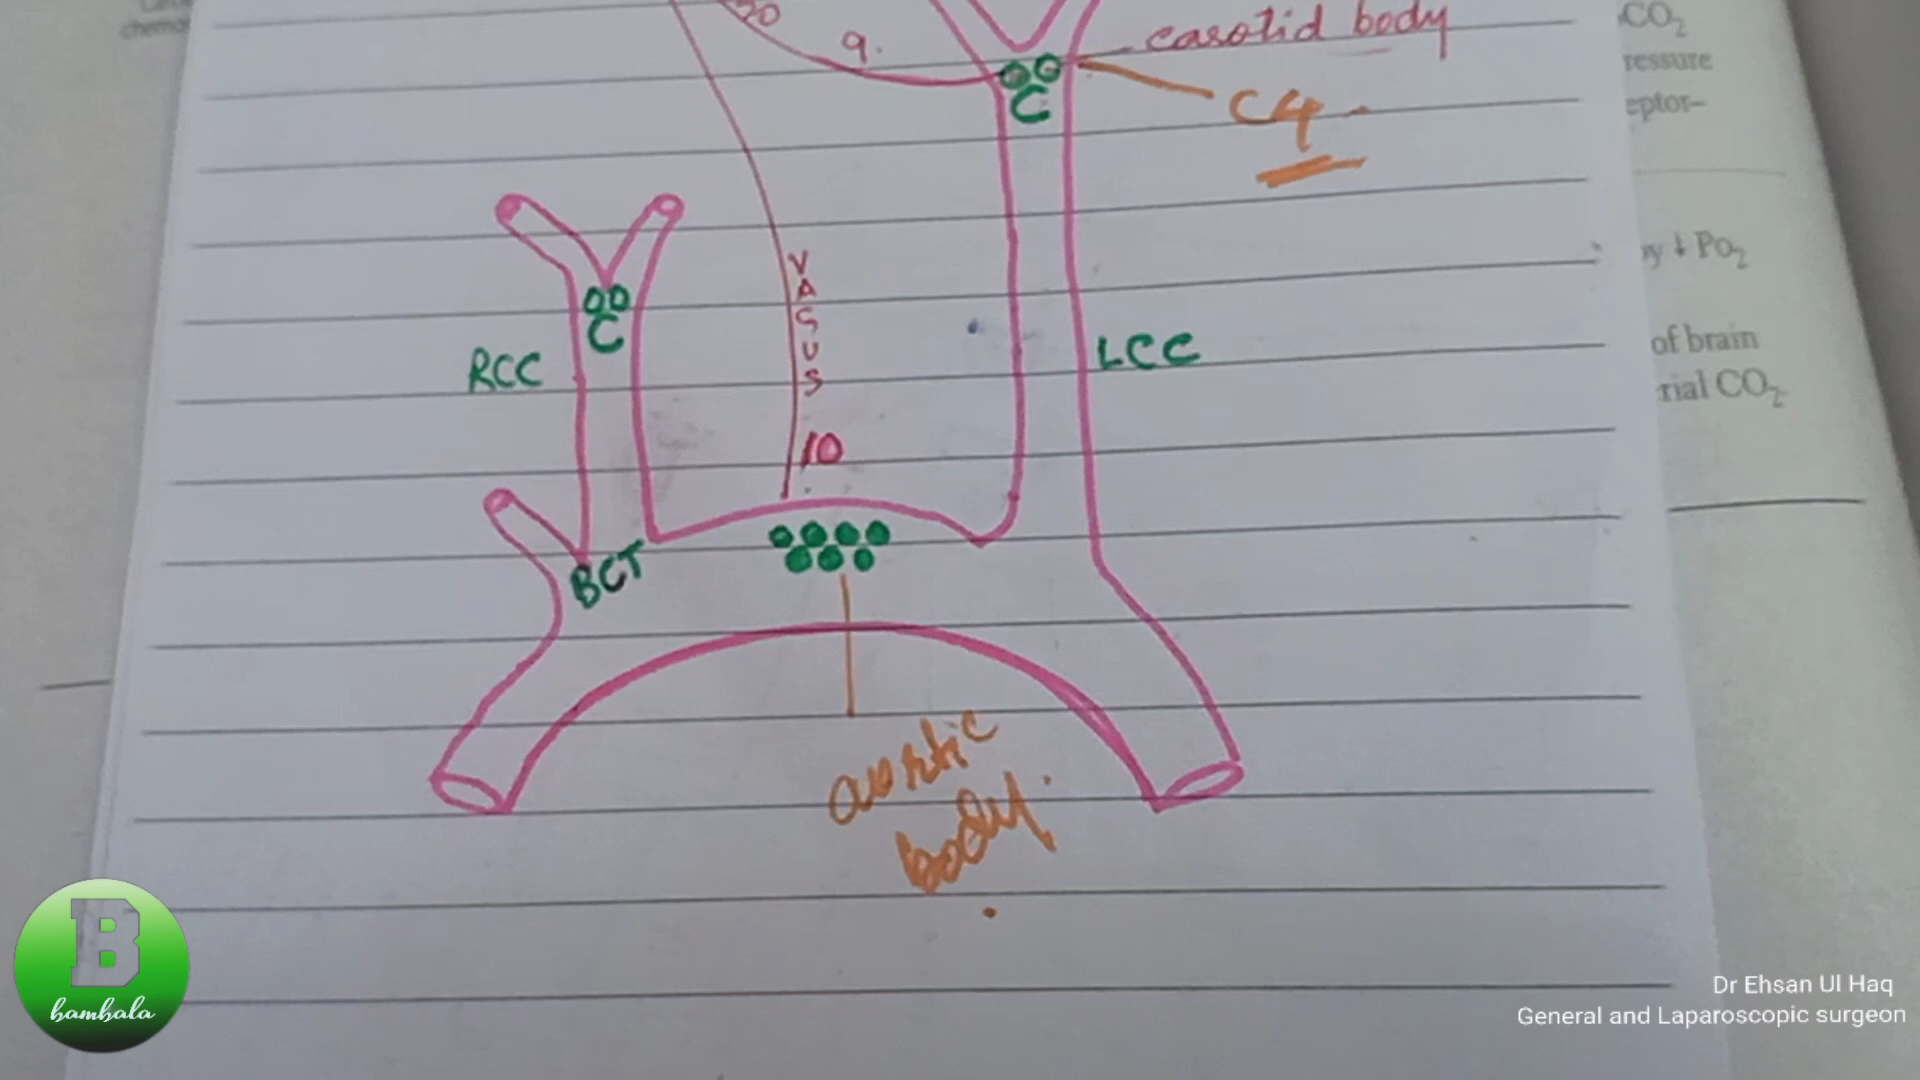 carotid body
9.
C
C4
C
RCC
VAGUS
LCC
10
BCT
aortic
body.
CO₂
ressure
eptor–
y ↓ PO₂
of brain
rial CO₂
B
bambala
Dr Ehsan Ul Haq
General and Laparoscopic surgeon